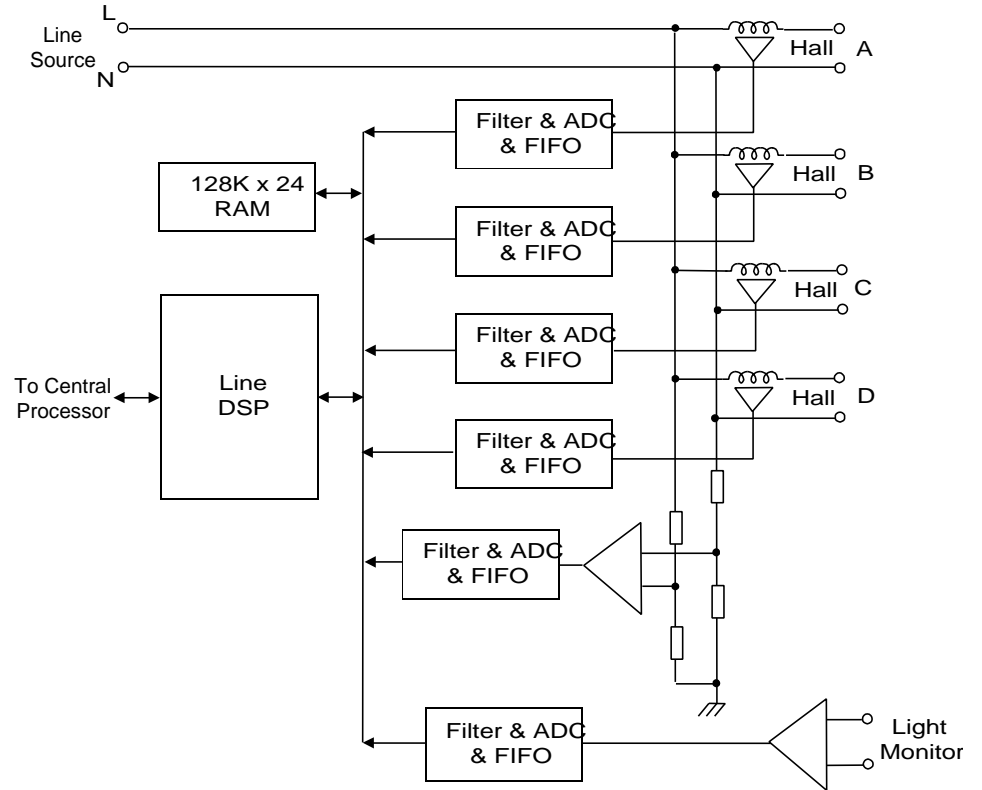 L
Line
Source
N
Hall A
Filter & ADC
& FIFO
128K x 24
RAM
Hall B
Filter & ADC
& FIFO
Hall C
Filter & ADC
& FIFO
To Central
Processor
Line
DSP
Hall D
Filter & ADC
& FIFO
Filter & ADC
& FIFO
Filter & ADC
& FIFO
Light
Monitor